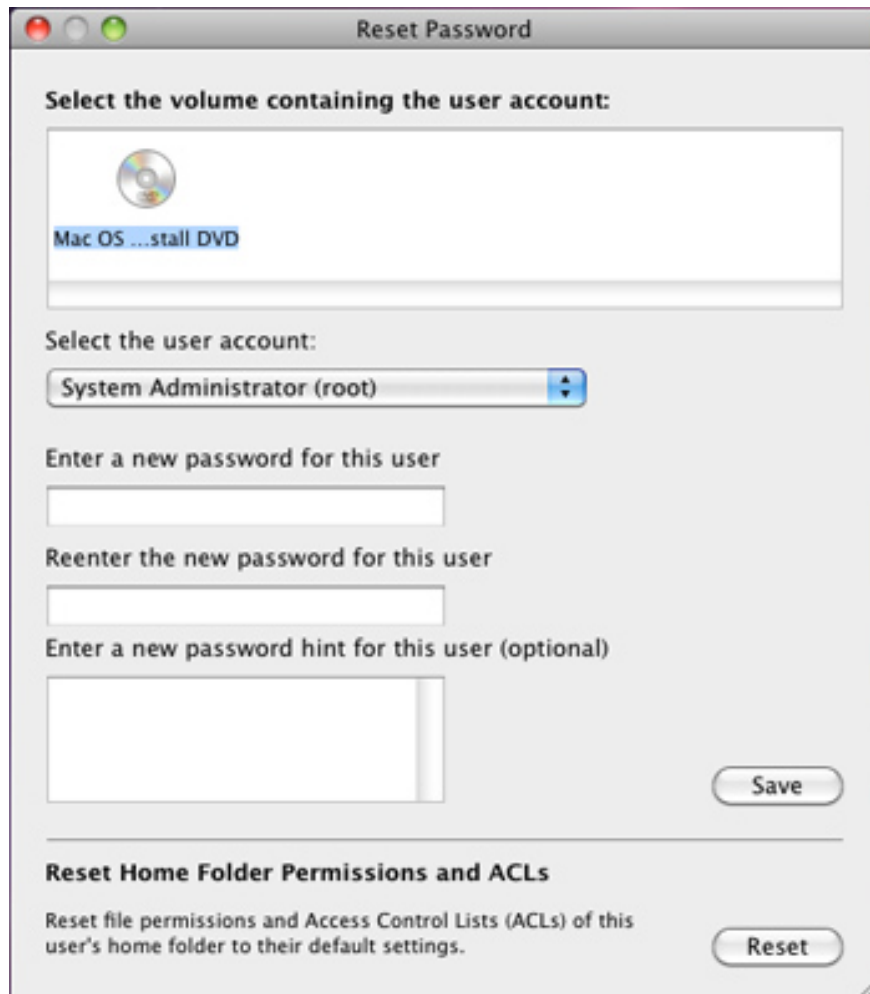 Reset Password
Select the volume containing the user account:
Mac OS ...stall DVD
Select the user account:
System Administrator (root)
Enter a new password for this user
Reenter the new password for this user
Enter a new password hint for this user (optional)
Save
Reset Home Folder Permissions and ACLs
Reset file permissions and Access Control Lists (ACLs) of this
user's home folder to their default settings.
Reset